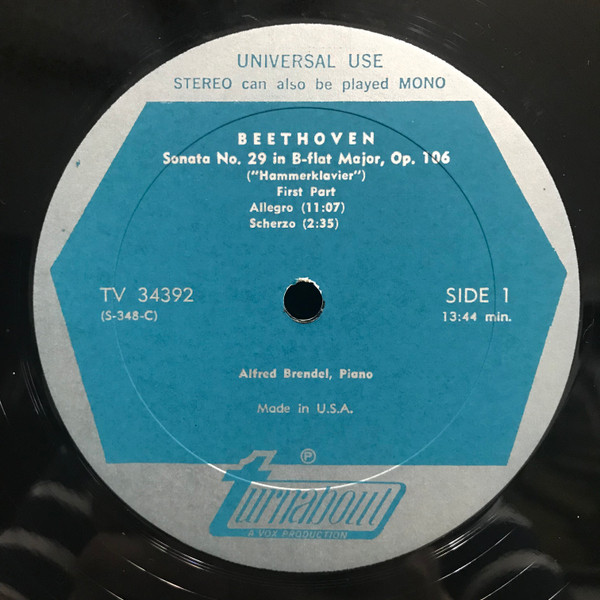 UNIVERSAL USE
STEREO can also be played MONO
BEETHOVEN
Sonata No. 29 in B-flat Major, Op. 106
("Hammerklavier")
First Part
Allegro (11:07)
Scherzo (2:35)
TV 34392
(S-348-C)
SIDE 1
13:44 min.
Alfred Brendel, Piano
Made in U.S.A.
℗
turnabout
A VOX PRODUCTION